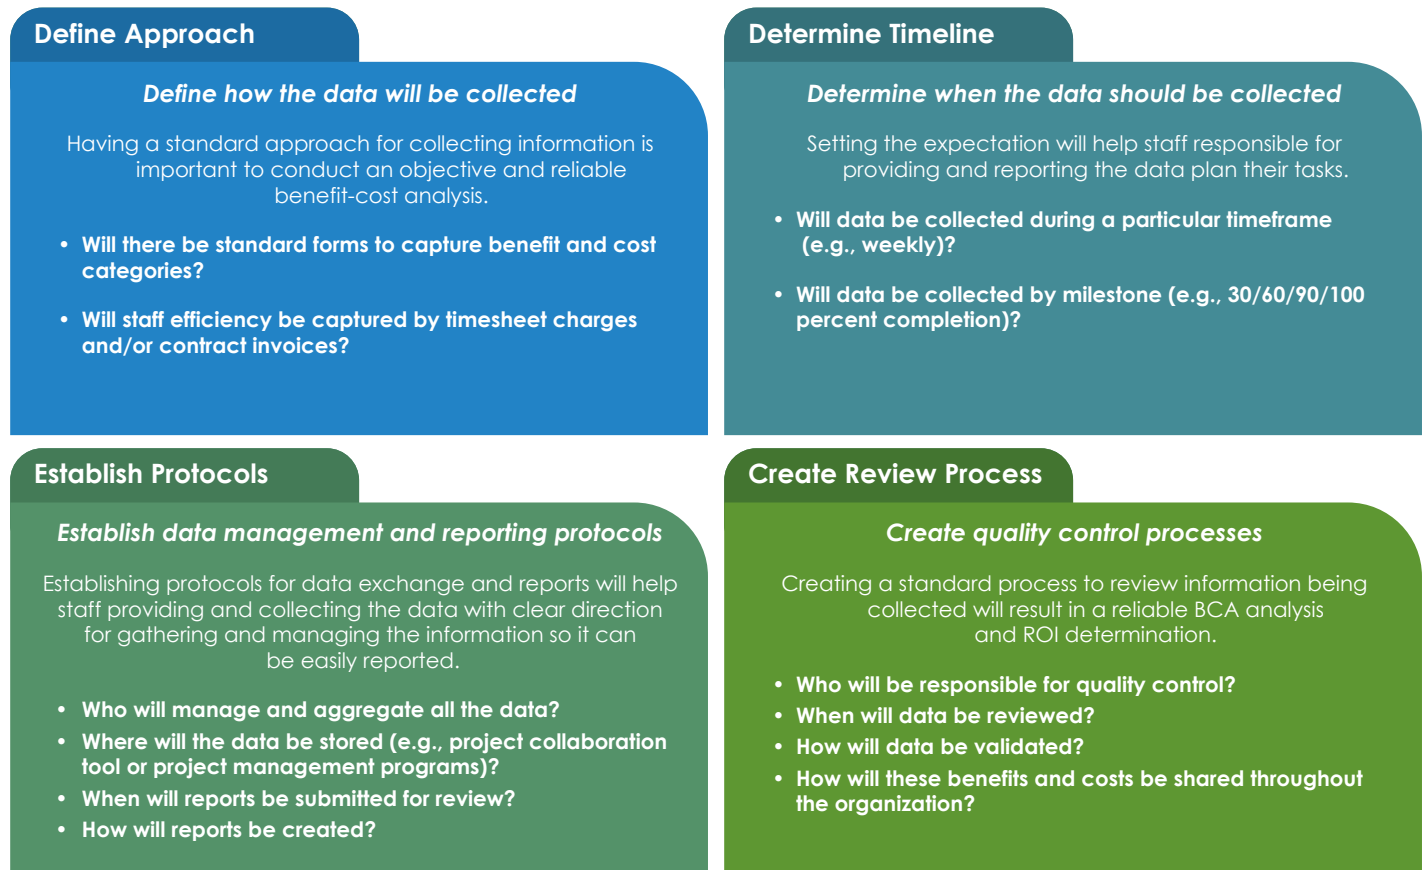 Define Approach
Define how the data will be collected
Having a standard approach for collecting information is
important to conduct an objective and reliable
benefit-cost analysis.
• Will there be standard forms to capture benefit and cost
categories?
• Will staff efficiency be captured by timesheet charges
and/or contract invoices?
Determine Timeline
Determine when the data should be collected
Setting the expectation will help staff responsible for
providing and reporting the data plan their tasks.
• Will data be collected during a particular timeframe
(e.g., weekly)?
• Will data be collected by milestone (e.g., 30/60/90/100
percent completion)?
Establish Protocols
Establish data management and reporting protocols
Establishing protocols for data exchange and reports will help
staff providing and collecting the data with clear direction
for gathering and managing the information so it can
be easily reported.
• Who will manage and aggregate all the data?
• Where will the data be stored (e.g., project collaboration
tool or project management programs)?
• When will reports be submitted for review?
• How will reports be created?
Create Review Process
Create quality control processes
Creating a standard process to review information being
collected will result in a reliable BCA analysis
and ROI determination.
• Who will be responsible for quality control?
• When will data be reviewed?
• How will data be validated?
• How will these benefits and costs be shared throughout
the organization?